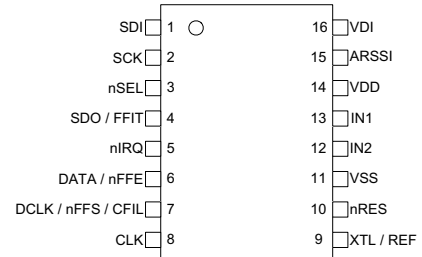 SDI 1 16 VDI
SCK 2 15 ARSSI
nSEL 3 14 VDD
SDO / FFIT 4 13 IN1
nIRQ 5 12 IN2
DATA / nFFE 6 11 VSS
DCLK / nFFS / CFIL 7 10 nRES
CLK 8 9 XTL / REF